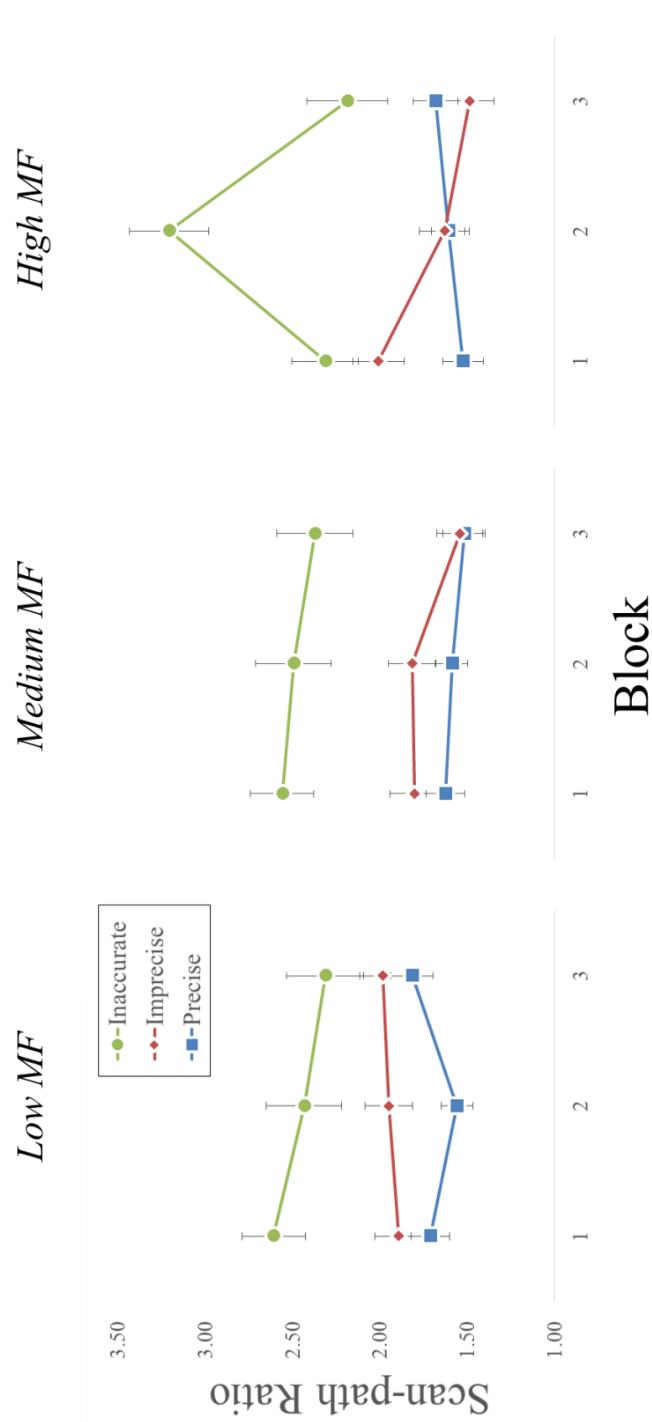 Low MF
Medium MF
High MF
Scan-path Ratio
3.50
3.00
2.50
2.00
1.50
1.00
Inaccurate
Imprecise
Precise
1 2 3
1 2 3
1 2 3
Block